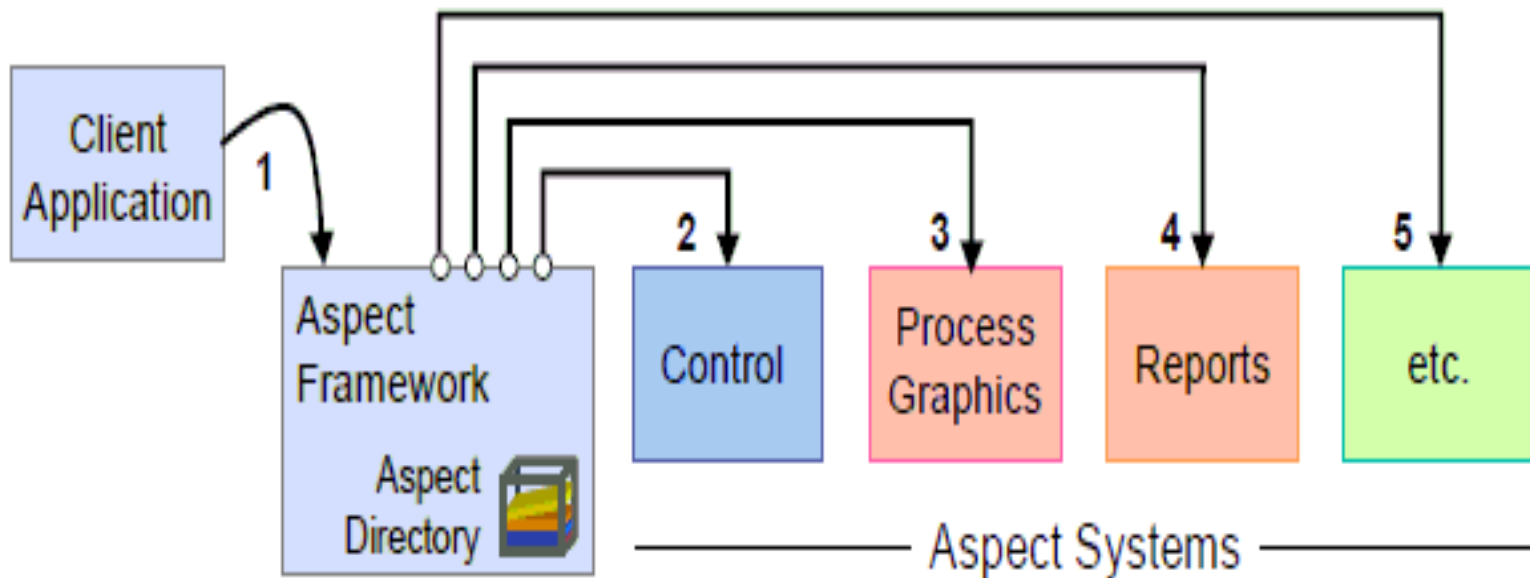 Client
Application
1
2
3
4
5
Aspect
Framework
Aspect
Directory
Control
Process
Graphics
Reports
etc.
Aspect Systems